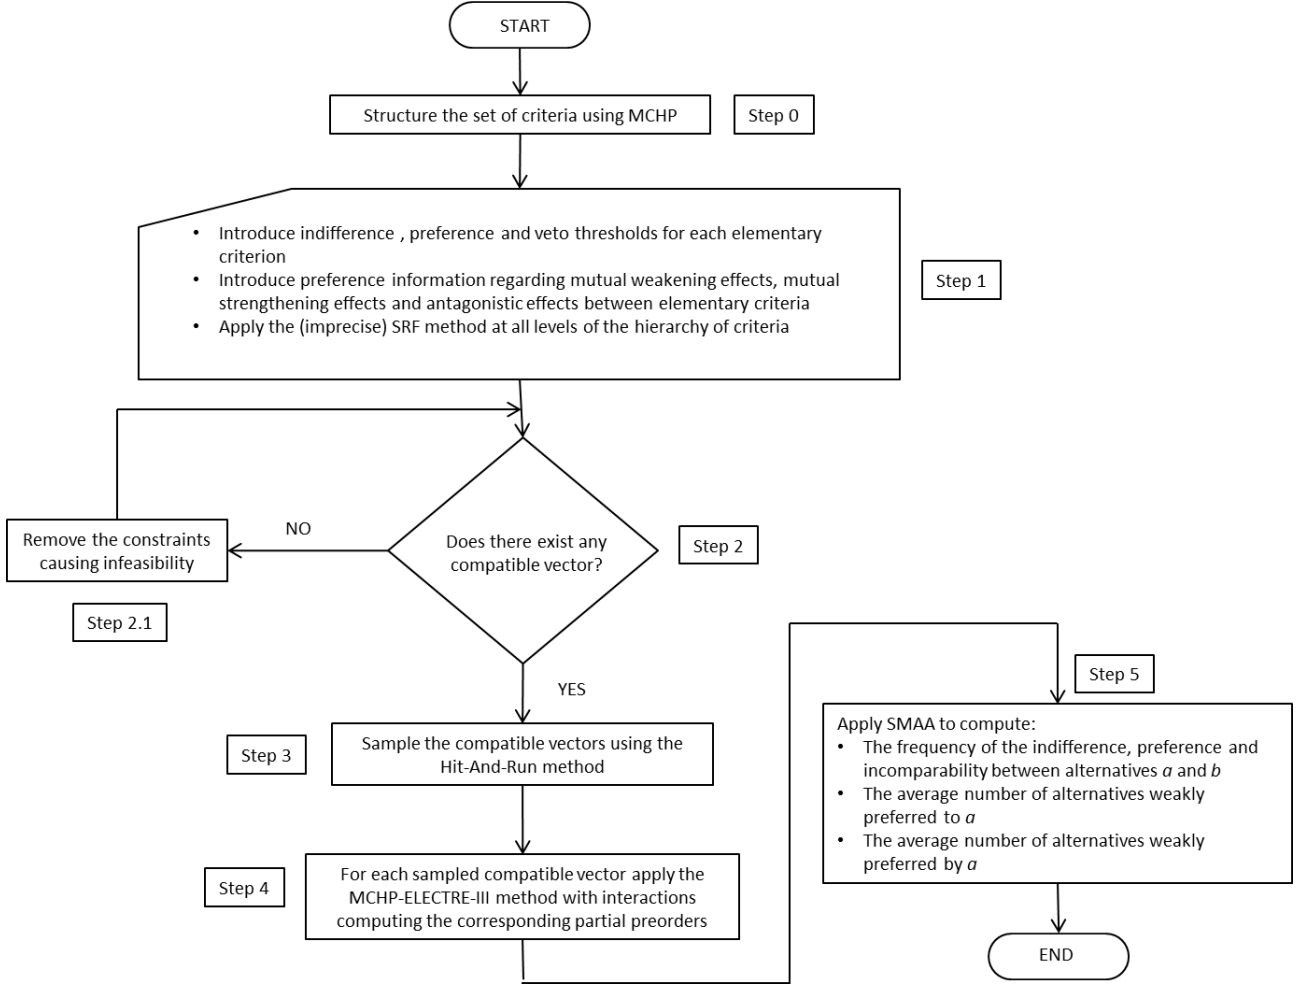 START
Structure the set of criteria using MCHP
Step 0
• Introduce indifference , preference and veto thresholds for each elementary
criterion
• Introduce preference information regarding mutual weakening effects, mutual
strengthening effects and antagonistic effects between elementary criteria
• Apply the (imprecise) SRF method at all levels of the hierarchy of criteria
Step 1
Does there exist any
compatible vector?
Step 2
NO
Remove the constraints
causing infeasibility
Step 2.1
YES
Step 3
Sample the compatible vectors using the
Hit-And-Run method
Step 4
For each sampled compatible vector apply the
MCHP-ELECTRE-III method with interactions
computing the corresponding partial preorders
Step 5
Apply SMAA to compute:
• The frequency of the indifference, preference and
incomparability between alternatives a and b
• The average number of alternatives weakly
preferred to a
• The average number of alternatives weakly
preferred by a
END